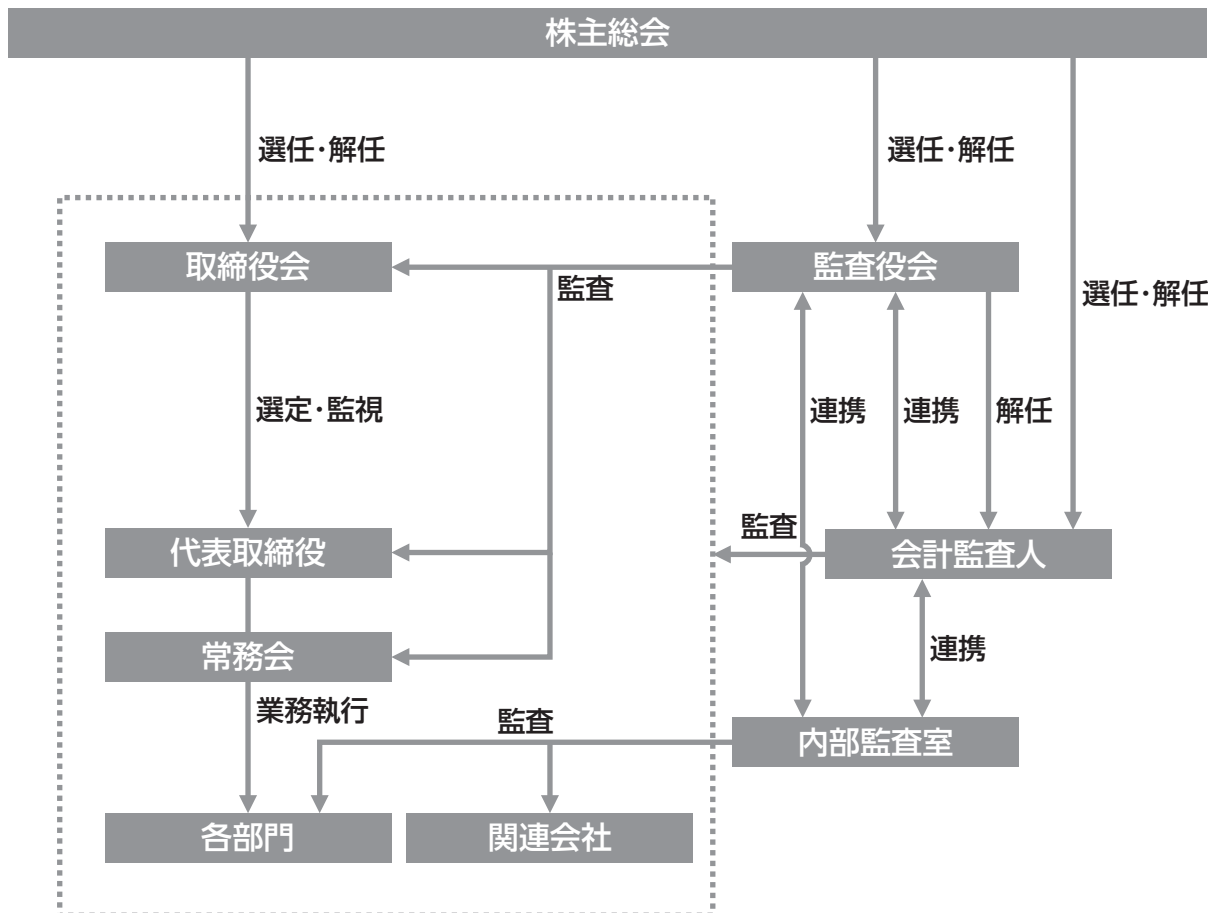 株主総会
選任・解任
選任・解任
取締役会
監査役会
監査
選任・解任
選定・監視
連携
連携
解任
監査
代表取締役
会計監査人
常務会
連携
業務執行
監査
内部監査室
各部門
関連会社